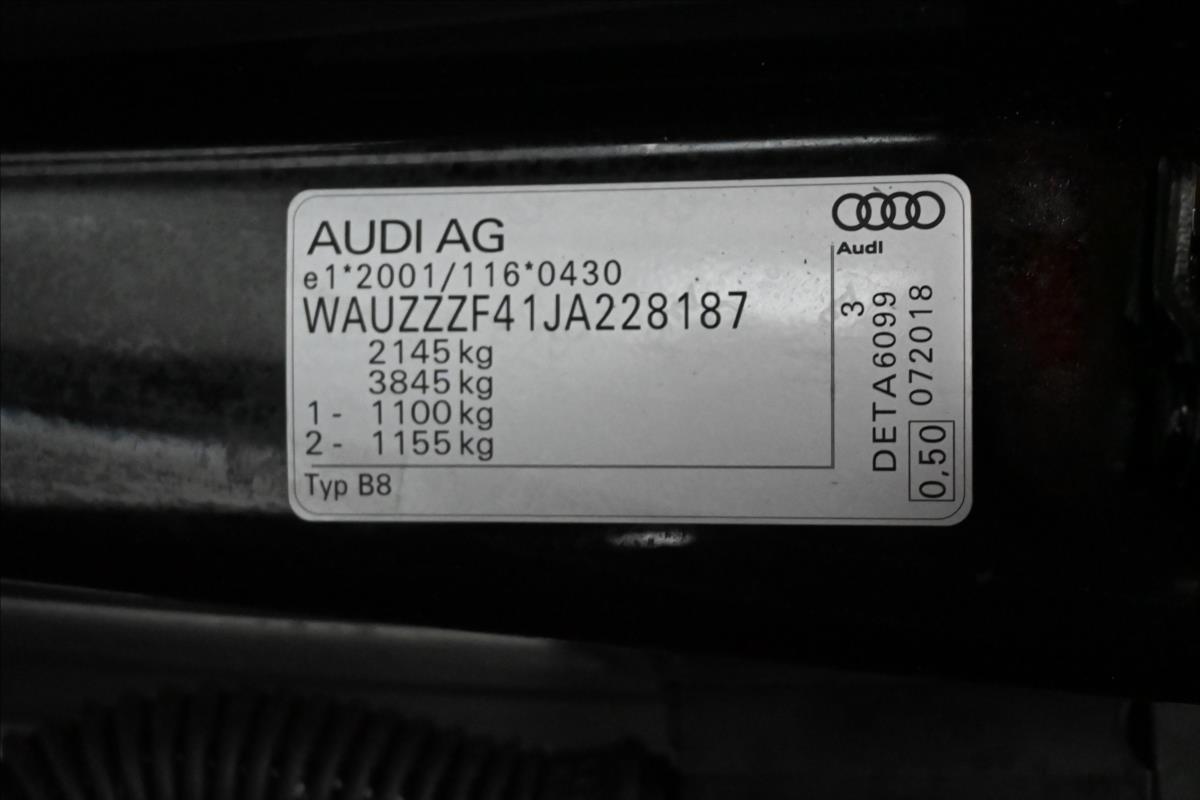 AUDI AG
e1*2001/116*0430
WAUZZZF41JA228187
2145 kg
3845 kg
1 - 1100 kg
2 - 1155 kg
Typ B8
Audi
3
DETA6099
0,50 072018